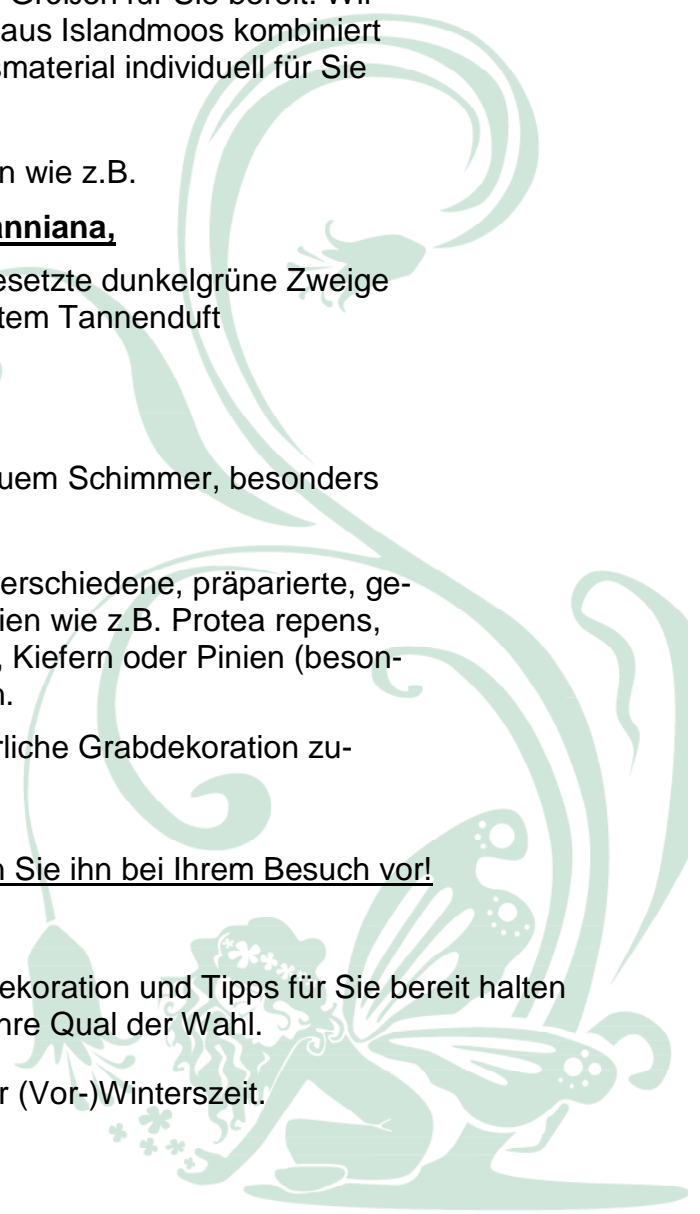 Größen für Sie bereit. Wir
aus Islandmoos kombiniert
smaterial individuell für Sie
n wie z.B.
anniana,
esetzte dunkelgrüne Zweige
tem Tannenduft
uem Schimmer, besonders
erschiedene, präparierte, ge-
ien wie z.B. Protea repens,
, Kiefern oder Pinien (beson-
n.
rliche Grabdekoration zu-
n Sie ihn bei Ihrem Besuch vor!
ekoration und Tipps für Sie bereit halten
hre Qual der Wahl.
r (Vor-)Winterszeit.